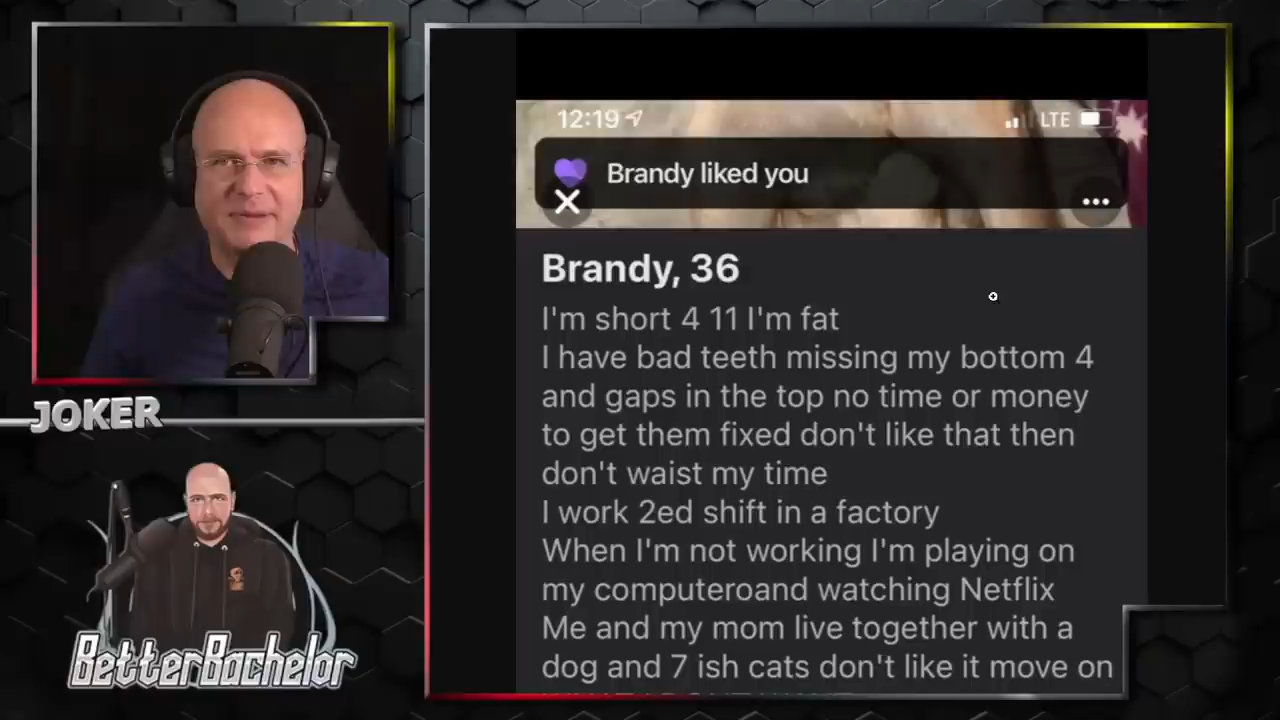 12:19
LTE
Brandy liked you
Brandy, 36
I'm short 4 11 I'm fat
I have bad teeth missing my bottom 4
and gaps in the top no time or money
to get them fixed don't like that then
don't waist my time
I work 2ed shift in a factory
When I'm not working I'm playing on
my computeroand watching Netflix
Me and my mom live together with a
dog and 7 ish cats don't like it move on
JOKER
BetterBachelor